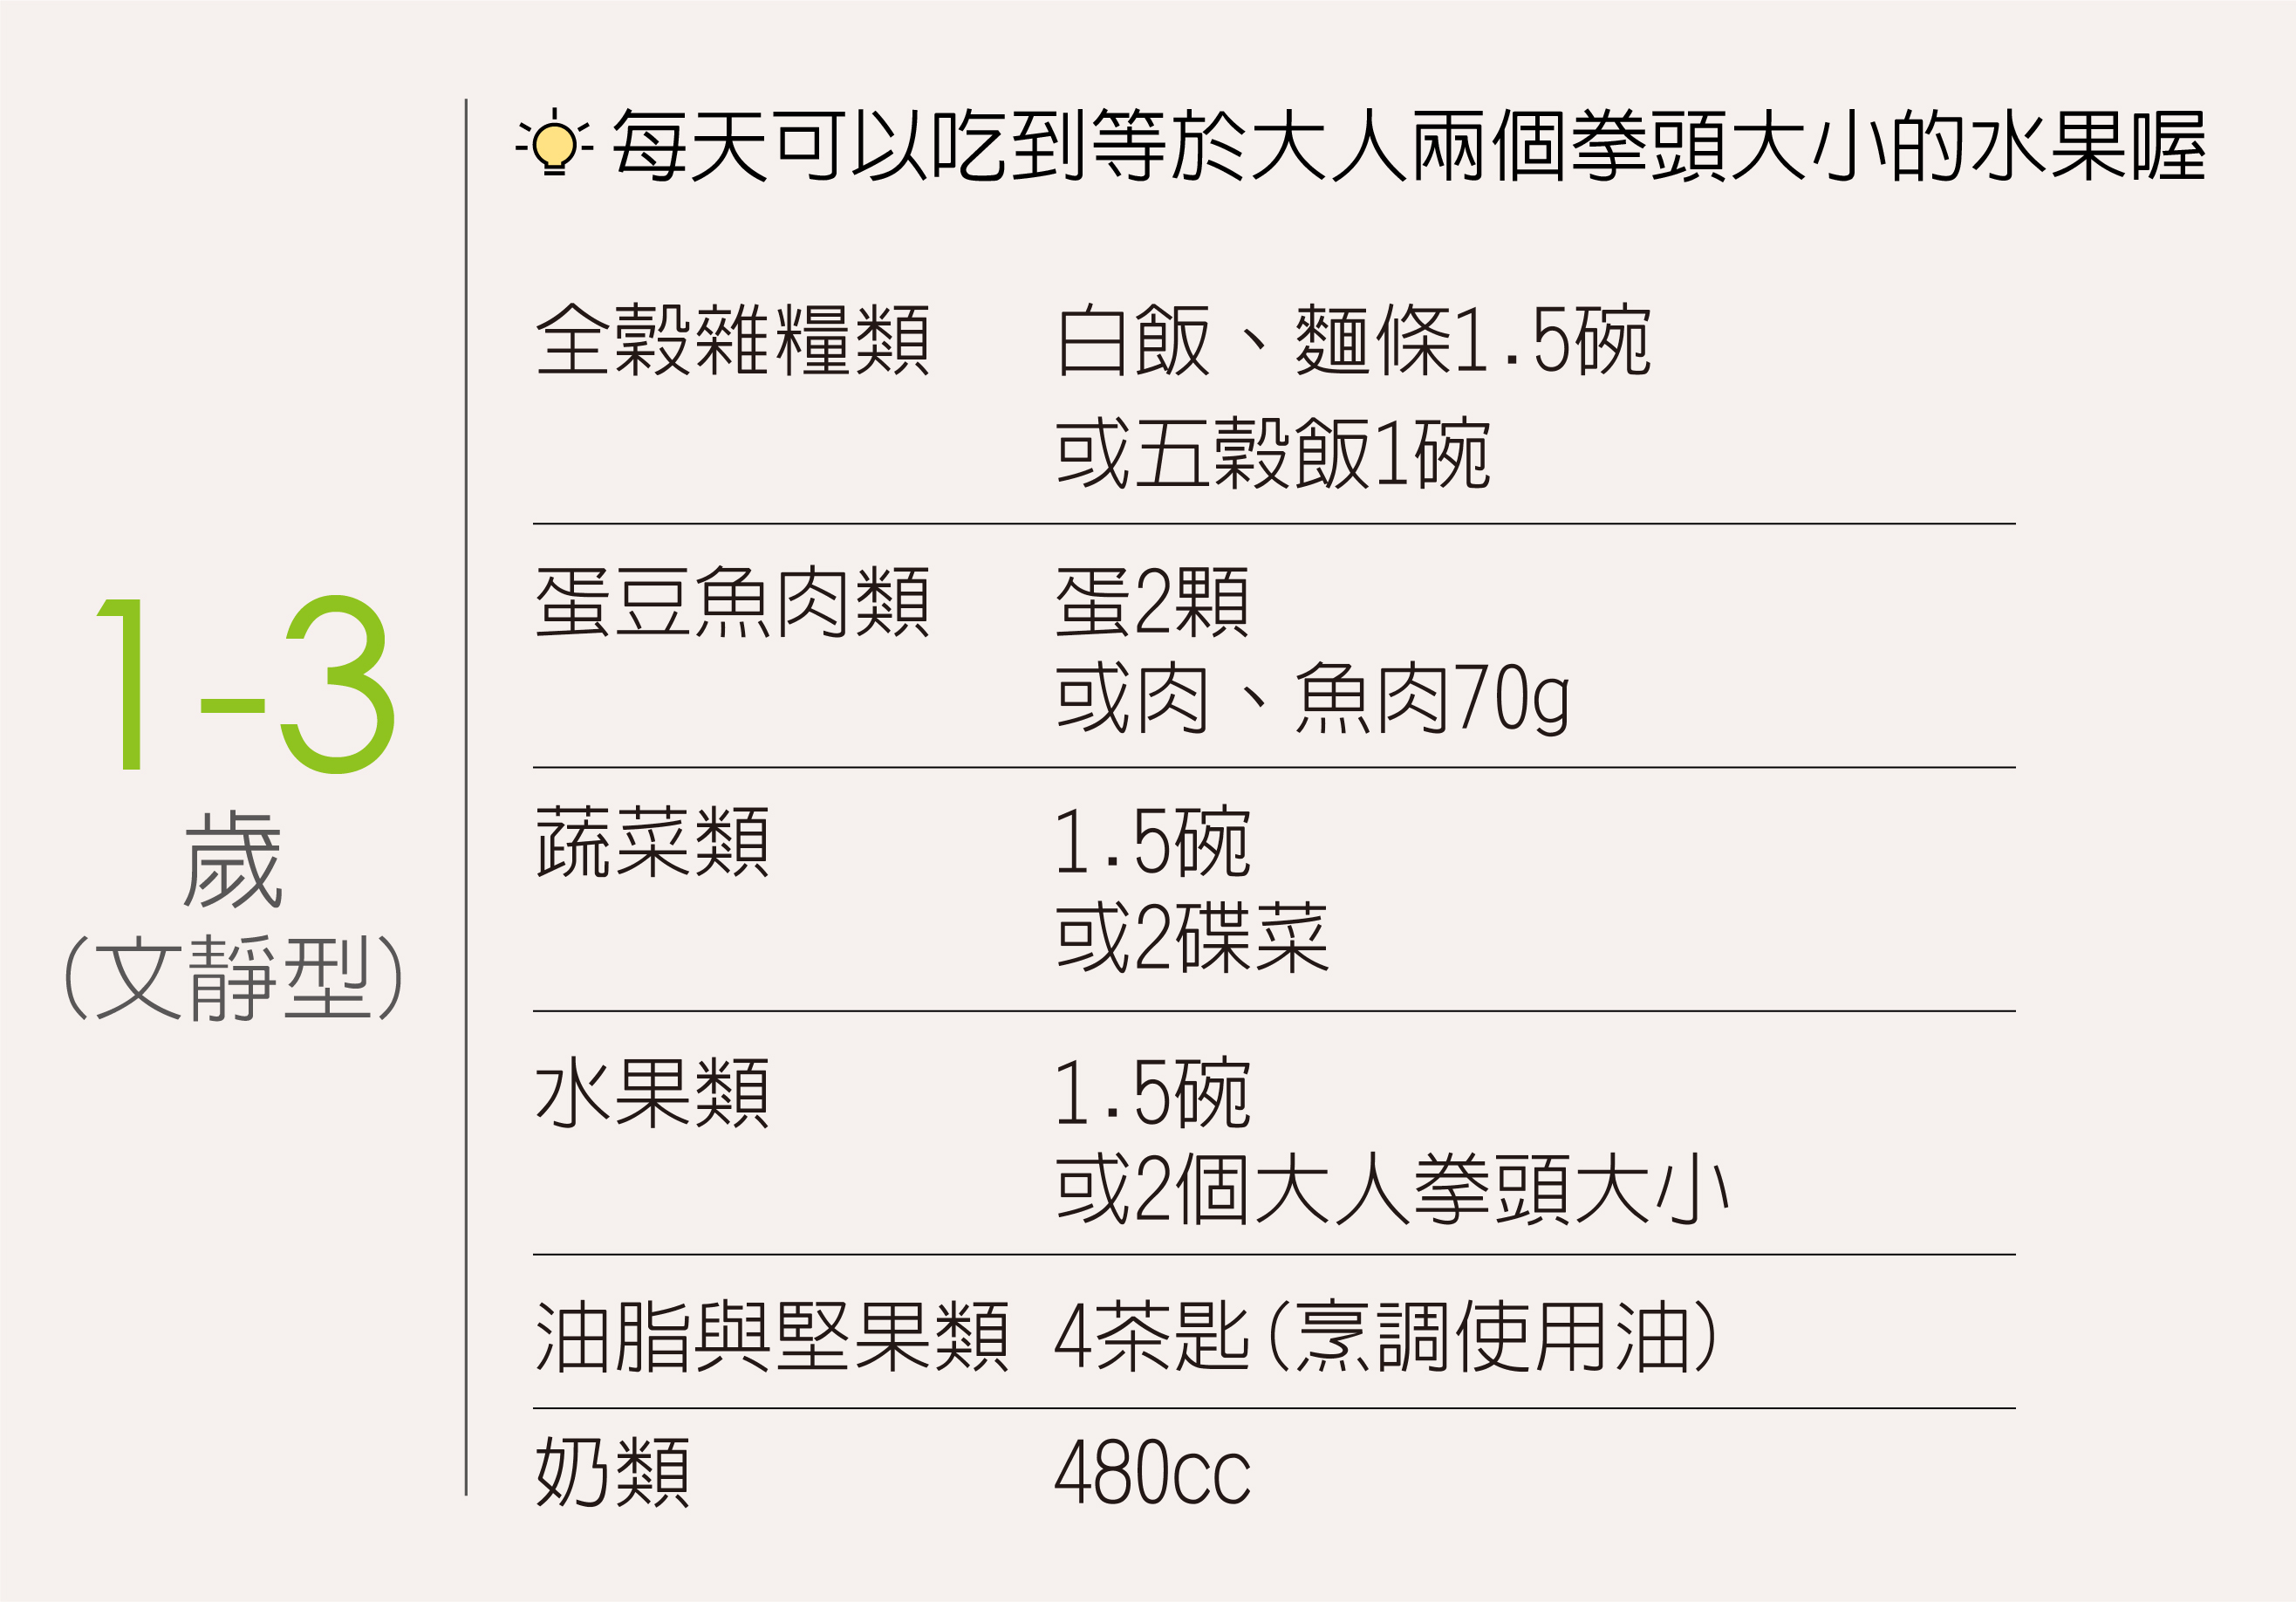 每天可以吃到等於大人兩個拳頭大小的水果喔
1-3
歲
(文靜型)
全穀雜糧類 白飯、麵條1.5碗
或五穀飯1碗
蛋豆魚肉類 蛋2顆
或肉、魚肉70g
蔬菜類 1.5碗
或2碟菜
水果類 1.5碗
或2個大人拳頭大小
油脂與堅果類 4茶匙(烹調使用油)
奶類 480cc